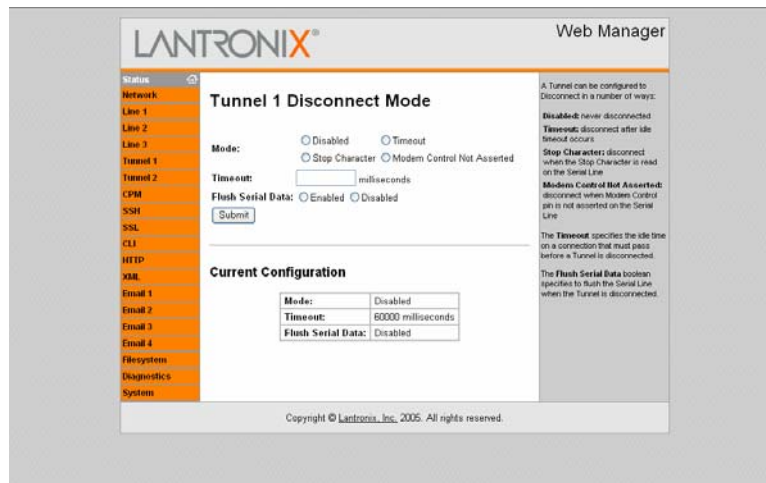 LANTRONIX®
Web Manager
Status
Network
Line 1
Line 2
Line 3
Tunnel 1
Tunnel 2
CPM
SSH
SSL
CLI
HTTP
XML
Email 1
Email 2
Email 3
Email 4
Filesystem
Diagnostics
System
Tunnel 1 Disconnect Mode
Mode:
Disabled Timeout
Stop Character Modem Control Not Asserted
Timeout: milliseconds
Flush Serial Data: Enabled Disabled
Submit
Current Configuration
Mode: Disabled
Timeout: 60000 milliseconds
Flush Serial Data: Disabled
A Tunnel can be configured to
Disconnect in a number of ways:
Disabled: never disconnected
Timeout: disconnect after idle
timeout occurs
Stop Character: disconnect
when the Stop Character is read
on the Serial Line
Modem Control Not Asserted:
disconnect when Modem Control
pin is not asserted on the Serial
Line
The Timeout specifies the idle time
on a connection that must pass
before a Tunnel is disconnected.
The Flush Serial Data boolean
specifies to flush the Serial Line
when the Tunnel is disconnected.
Copyright © Lantronix, Inc. 2005. All rights reserved.